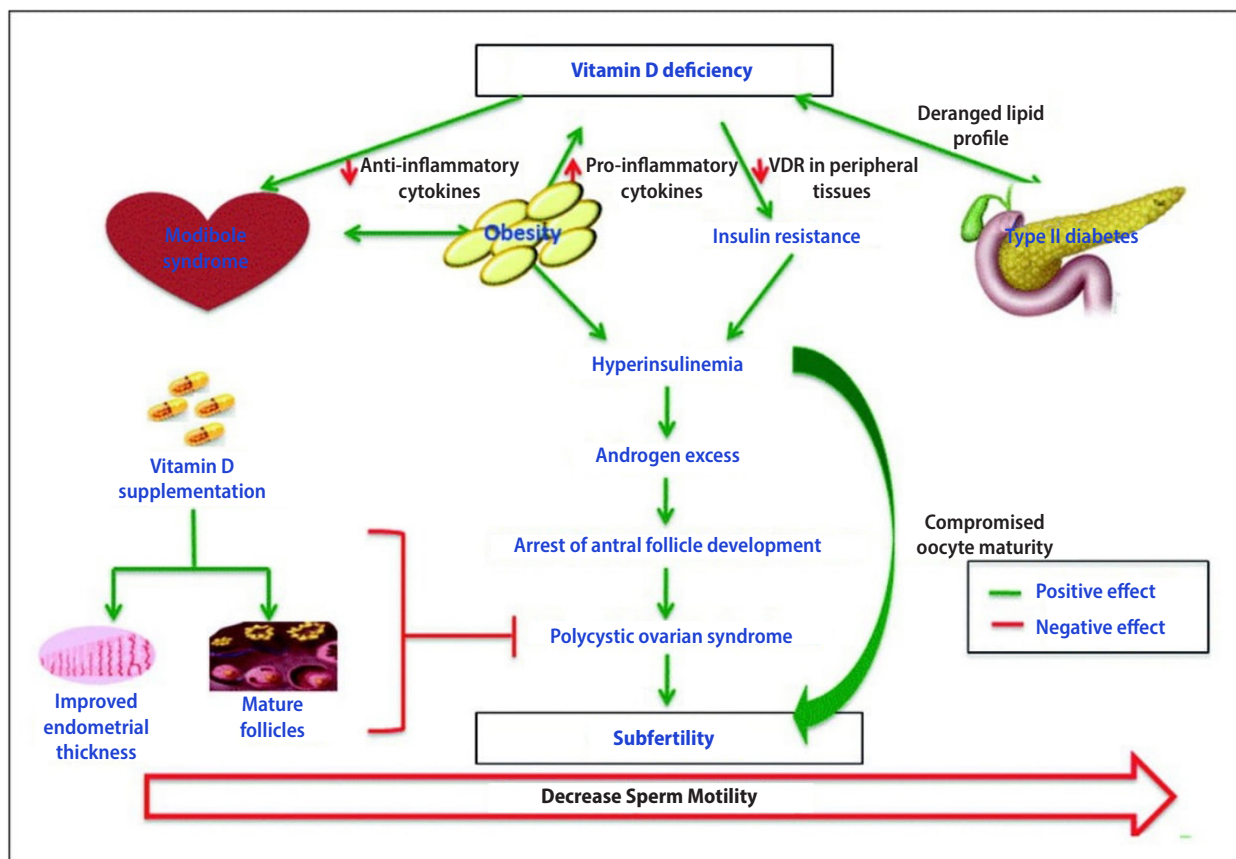 Vitamin D deficiency
Deranged lipid
profile
Anti-inflammatory
cytokines
Pro-inflammatory
cytokines
VDR in peripheral
tissues
Modibole
syndrome
Obesity
Insulin resistance
Type II diabetes
Hyperinsulinemia
Vitamin D
supplementation
Androgen excess
Arrest of antral follicle development
Compromised
oocyte maturity
Positive effect
Negative effect
Polycystic ovarian syndrome
Improved
endometrial
thickness
Mature
follicles
Subfertility
Decrease Sperm Motility